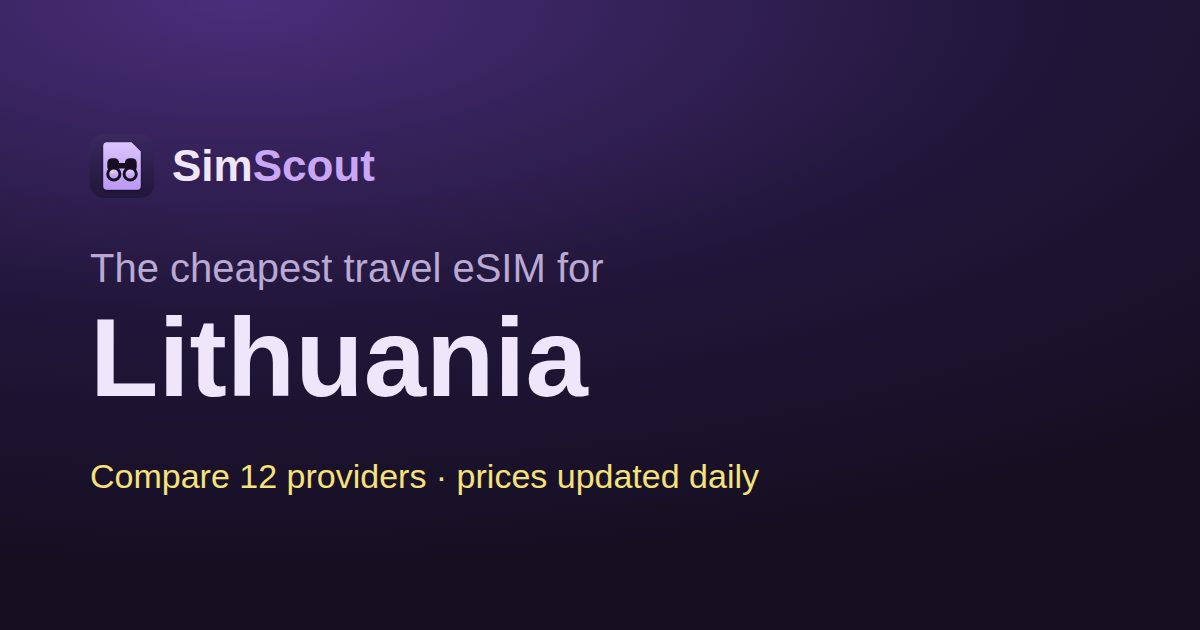 SimScout
The cheapest travel eSIM for
Lithuania
Compare 12 providers · prices updated daily